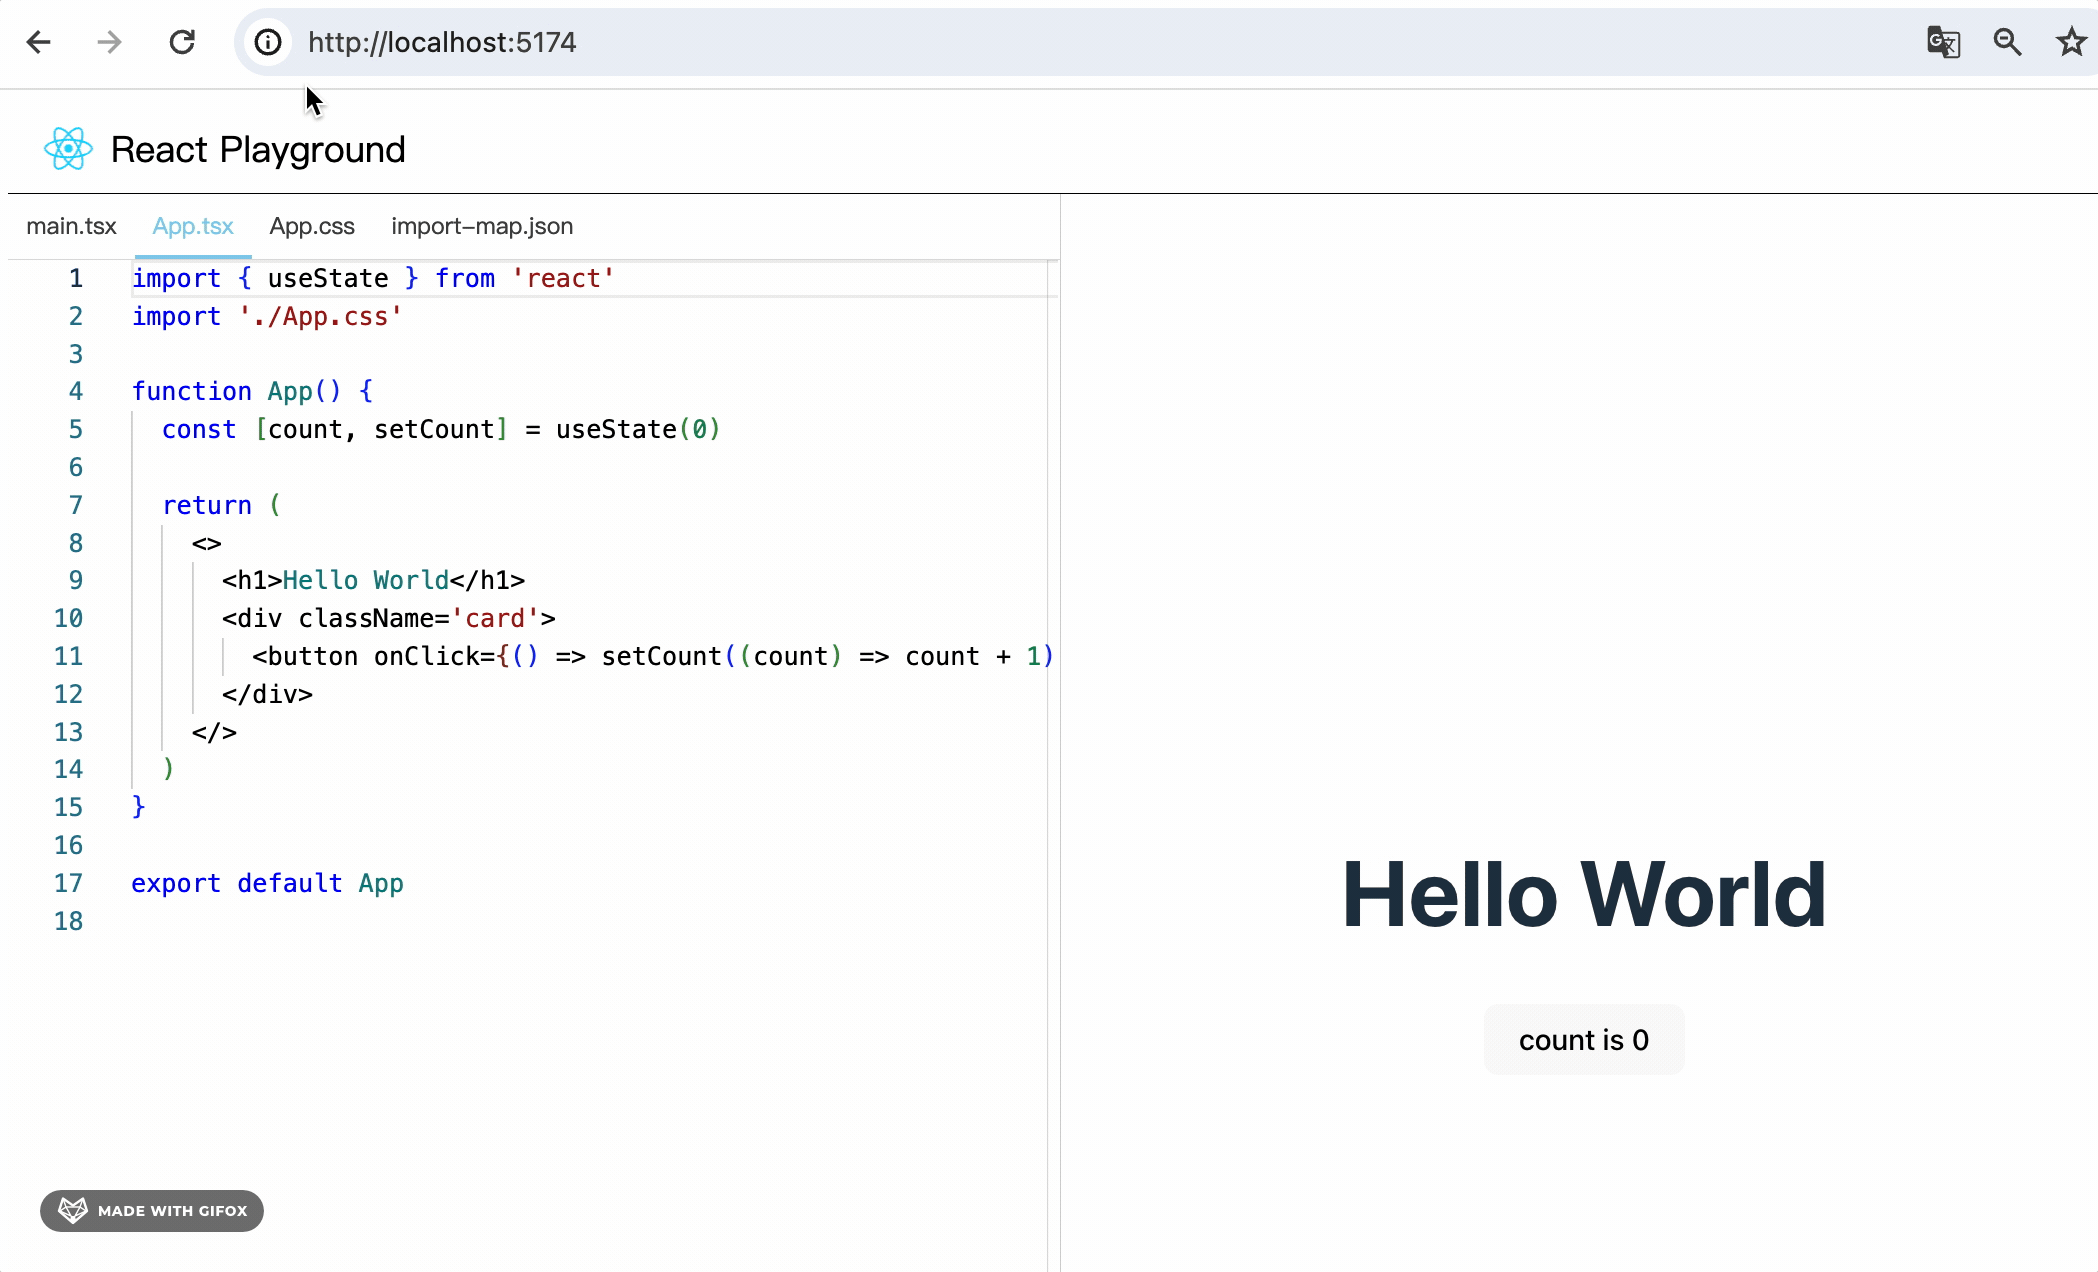 http://localhost:5174
React Playground
main.tsx App.tsx App.css import-map.json
1 import { useState } from 'react'
2 import './App.css'
3
4 function App() {
5   const [count, setCount] = useState(0)
6
7   return (
8     <>
9       <h1>Hello World</h1>
10       <div className='card'>
11         <button onClick={() => setCount((count) => count + 1)
12       </div>
13     </>
14   )
15 }
16
17 export default App
18
Hello World
count is 0
MADE WITH GIFOX